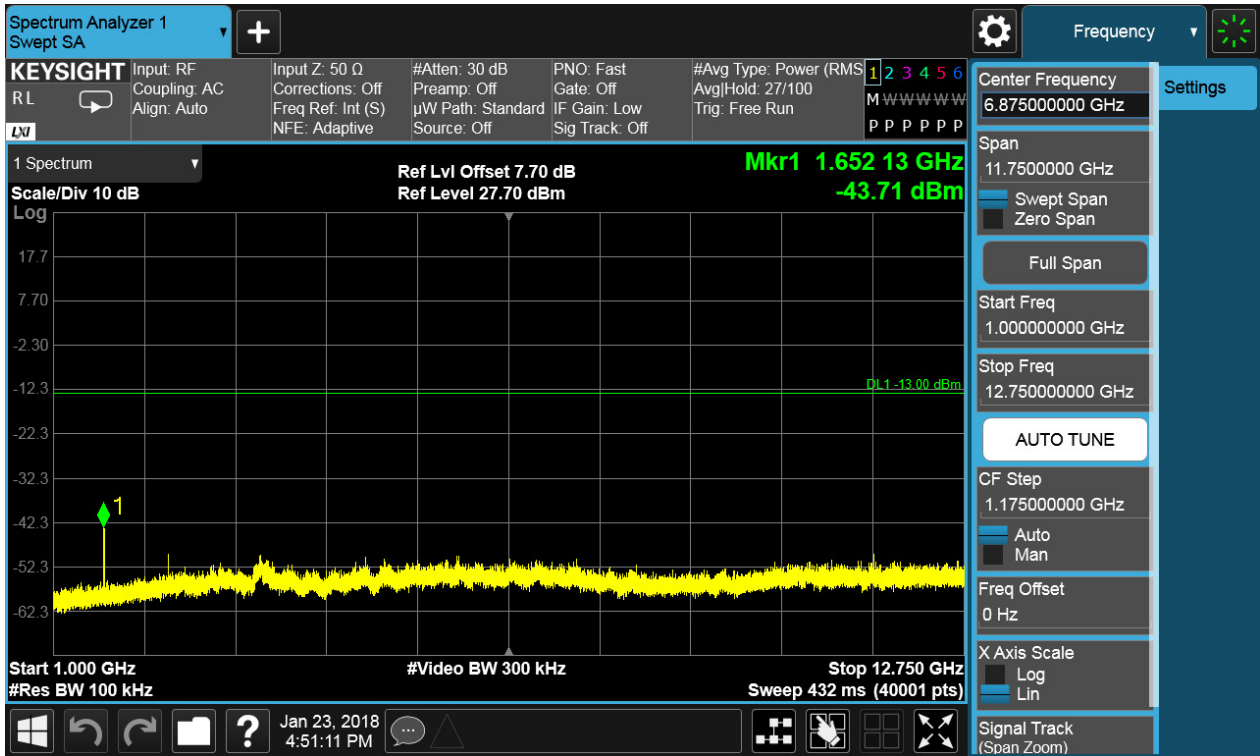 Spectrum Analyzer 1
Swept SA
+
Frequency
KEYSIGHT
R L
LXI
Input: RF
Coupling: AC
Align: Auto
Input Z: 50 Ω
Corrections: Off
Freq Ref: Int (S)
NFE: Adaptive
#Atten: 30 dB
Preamp: Off
µW Path: Standard
Source: Off
PNO: Fast
Gate: Off
IF Gain: Low
Sig Track: Off
#Avg Type: Power (RMS
Avg|Hold: 27/100
Trig: Free Run
1 2 3 4 5 6
M W W W W W
P P P P P P
1 Spectrum
Scale/Div 10 dB
Ref Lvl Offset 7.70 dB
Ref Level 27.70 dBm
Mkr1 1.652 13 GHz
-43.71 dBm
Log
17.7
7.70
-2.30
-12.3
-22.3
-32.3
-42.3
-52.3
-62.3
DL1 -13.00 dBm
1
Start 1.000 GHz
#Res BW 100 kHz
#Video BW 300 kHz
Stop 12.750 GHz
Sweep 432 ms (40001 pts)
Center Frequency
6.875000000 GHz
Span
11.7500000 GHz
Swept Span
Zero Span
Full Span
Start Freq
1.000000000 GHz
Stop Freq
12.750000000 GHz
AUTO TUNE
CF Step
1.175000000 GHz
Auto
Man
Freq Offset
0 Hz
X Axis Scale
Log
Lin
Signal Track
(Span Zoom)
Settings
?
Jan 23, 2018
4:51:11 PM